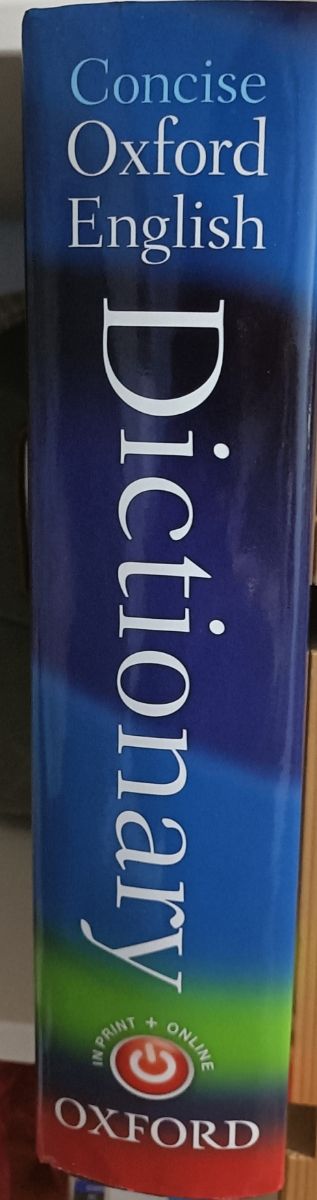 Concise
Oxford
English
Dictionary
IN PRINT + ONLINE
OXFORD